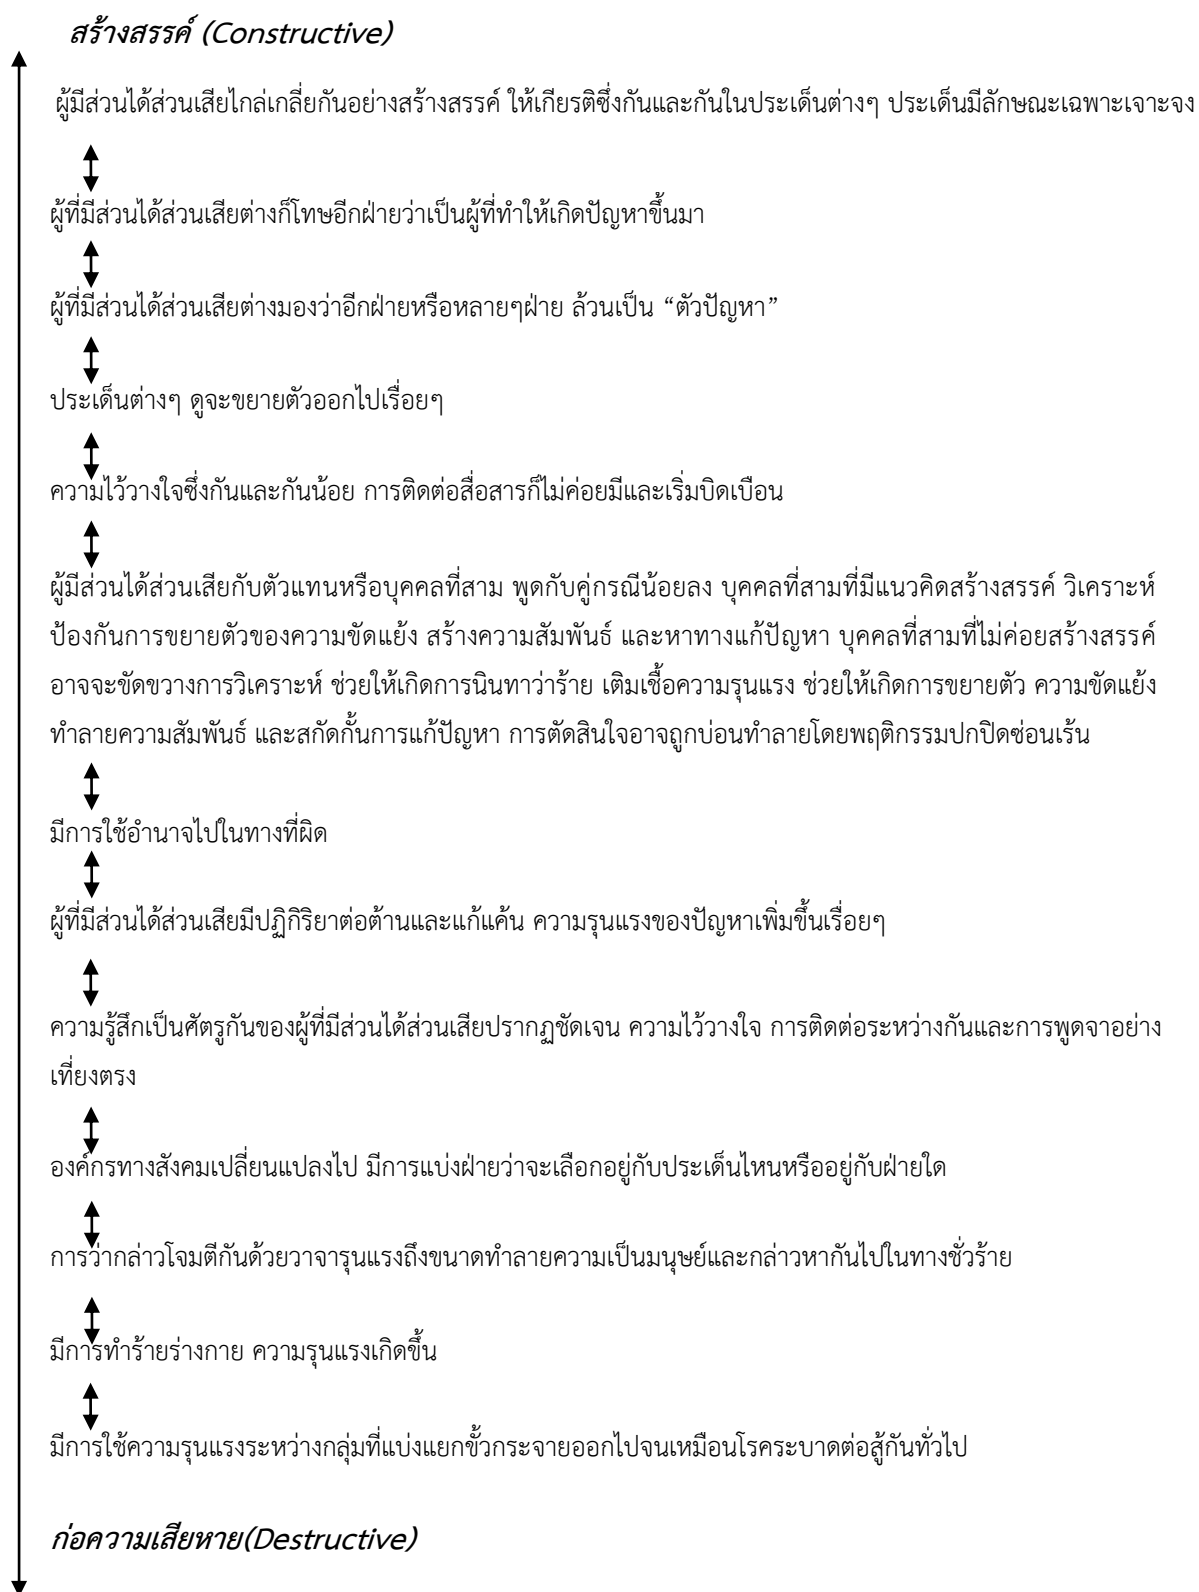 สร้างสรรค์ (Constructive)
ผู้มีส่วนได้ส่วนเสียไกล่เกลี่ยกันอย่างสร้างสรรค์ ให้เกียรติซึ่งกันและกันในประเด็นต่างๆ ประเด็นมีลักษณะเฉพาะเจาะจง
ผู้ที่มีส่วนได้ส่วนเสียต่างก็โทษอีกฝ่ายว่าเป็นผู้ที่ทำให้เกิดปัญหาขึ้นมา
ผู้ที่มีส่วนได้ส่วนเสียต่างมองว่าอีกฝ่ายหรือหลายๆฝ่าย ล้วนเป็น “ตัวปัญหา”
ประเด็นต่างๆ ดูจะขยายตัวออกไปเรื่อยๆ
ความไว้วางใจซึ่งกันและกันน้อย การติดต่อสื่อสารก็ไม่ค่อยมีและเริ่มบิดเบือน
ผู้มีส่วนได้ส่วนเสียกับตัวแทนหรือบุคคลที่สาม พูดกับคู่กรณีน้อยลง บุคคลที่สามที่มีแนวคิดสร้างสรรค์ วิเคราะห์
ป้องกันการขยายตัวของความขัดแย้ง สร้างความสัมพันธ์ และหาทางแก้ปัญหา บุคคลที่สามที่ไม่ค่อยสร้างสรรค์
อาจจะขัดขวางการวิเคราะห์ ช่วยให้เกิดการนินทาว่าร้าย เติมเชื้อความรุนแรง ช่วยให้เกิดการขยายตัว ความขัดแย้ง
ทำลายความสัมพันธ์ และสกัดกั้นการแก้ปัญหา การตัดสินใจอาจถูกบ่อนทำลายโดยพฤติกรรมปกปิดซ่อนเร้น
มีการใช้อำนาจไปในทางที่ผิด
ผู้ที่มีส่วนได้ส่วนเสียมีปฏิกิริยาต่อต้านและแก้แค้น ความรุนแรงของปัญหาเพิ่มขึ้นเรื่อยๆ
ความรู้สึกเป็นศัตรูกันของผู้ที่มีส่วนได้ส่วนเสียปรากฏชัดเจน ความไว้วางใจ การติดต่อระหว่างกันและการพูดจาอย่าง
เที่ยงตรง
องค์กรทางสังคมเปลี่ยนแปลงไป มีการแบ่งฝ่ายว่าจะเลือกอยู่กับประเด็นไหนหรืออยู่กับฝ่ายใด
การว่ากล่าวโจมตีกันด้วยวาจารุนแรงถึงขนาดทำลายความเป็นมนุษย์และกล่าวหากันไปในทางชั่วร้าย
มีการทำร้ายร่างกาย ความรุนแรงเกิดขึ้น
มีการใช้ความรุนแรงระหว่างกลุ่มที่แบ่งแยกขั้วกระจายออกไปจนเหมือนโรคระบาดต่อสู้กันทั่วไป
ก่อความเสียหาย(Destructive)